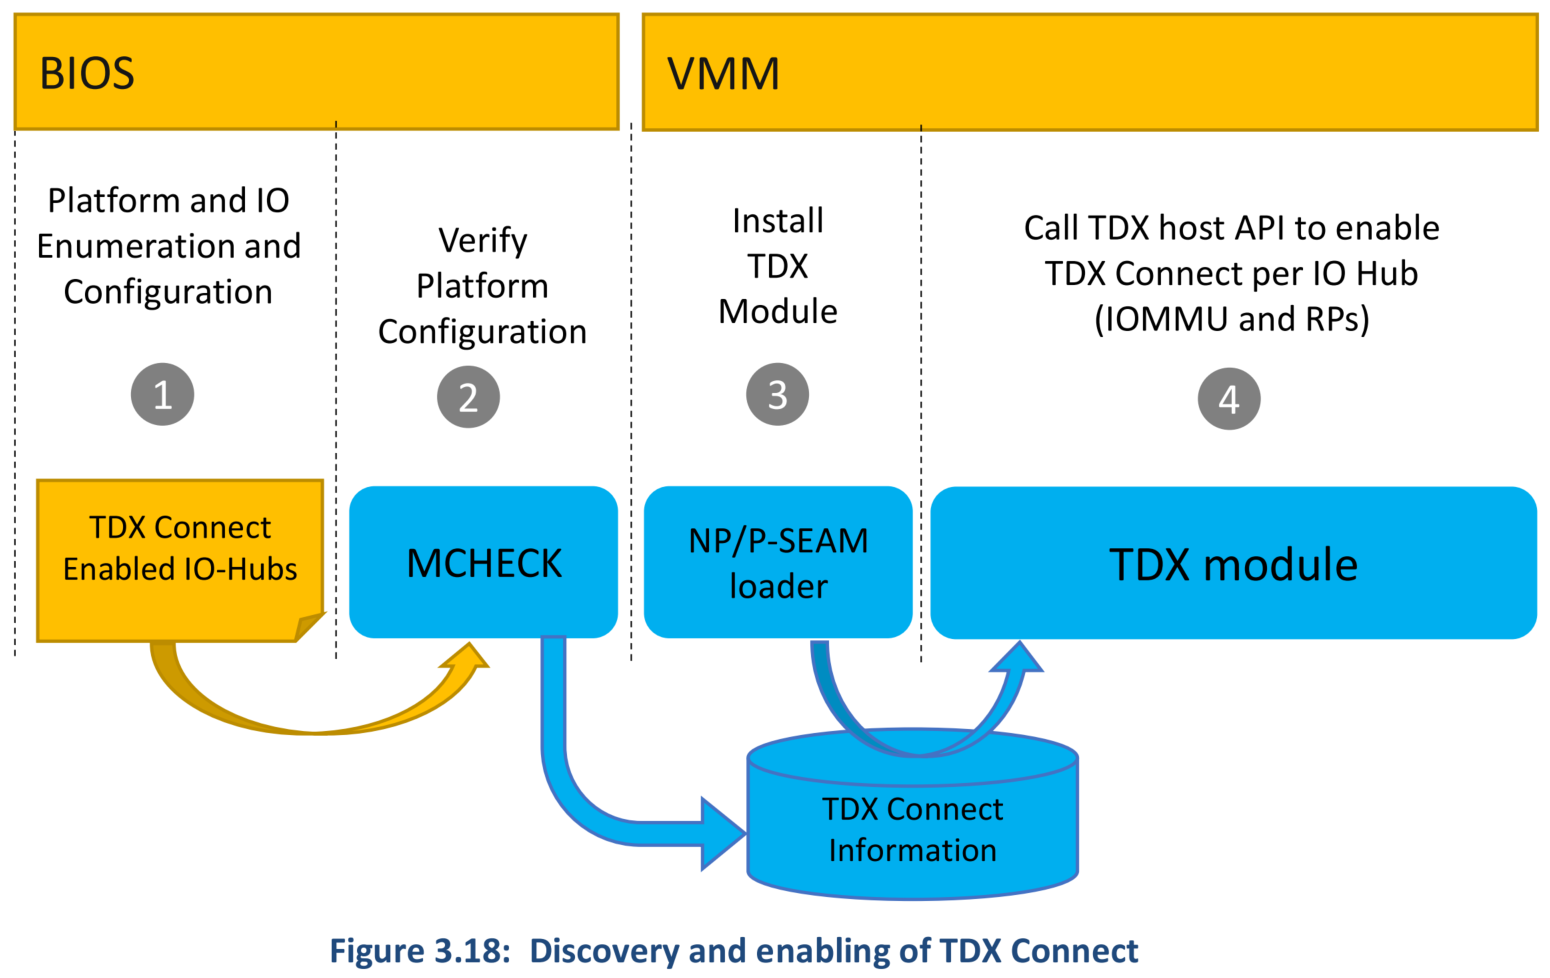 BIOS
VMM
Platform and IO
Enumeration and
Configuration
1
Verify
Platform
Configuration
2
Install
TDX
Module
3
Call TDX host API to enable
TDX Connect per IO Hub
(IOMMU and RPs)
4
TDX Connect
Enabled IO-Hubs
MCHECK
NP/P-SEAM
loader
TDX module
TDX Connect
Information
Figure 3.18:  Discovery and enabling of TDX Connect